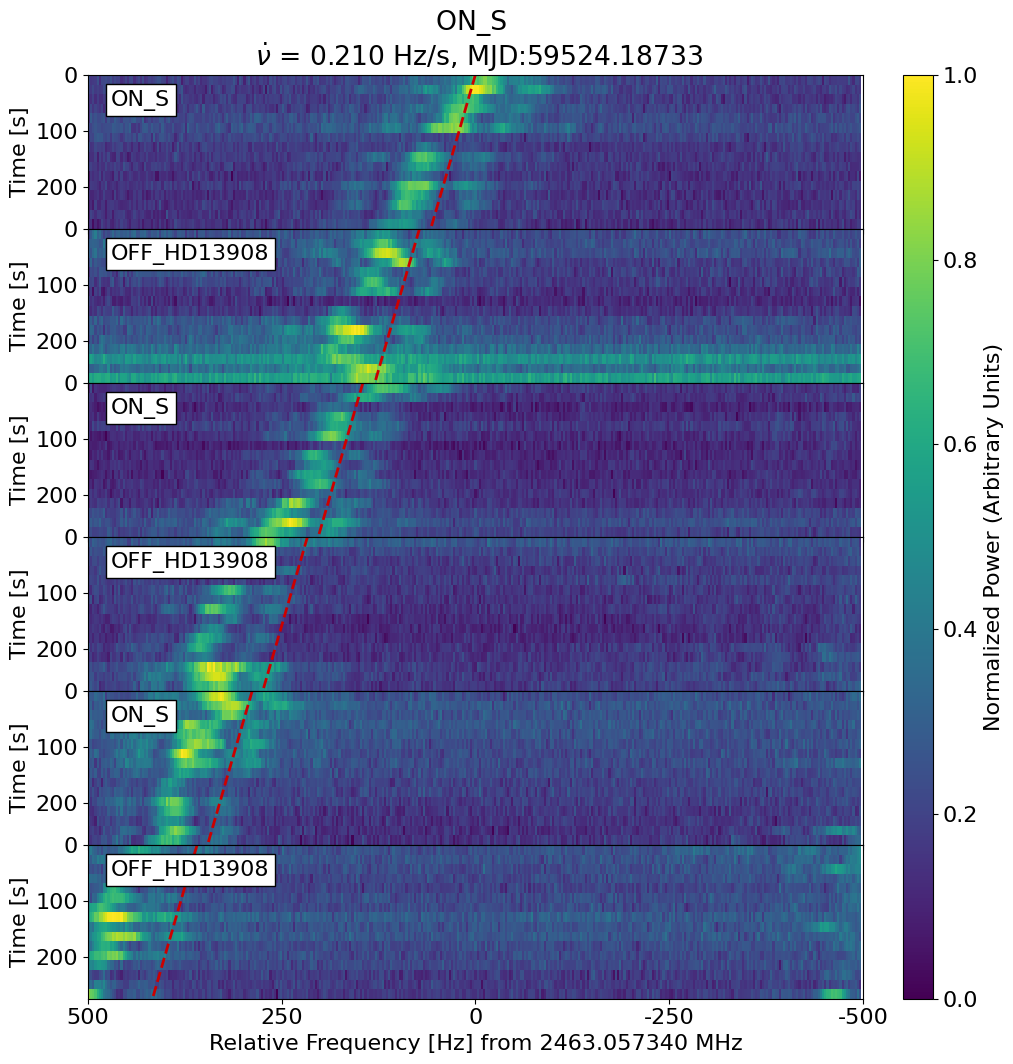 ON_S
ν̇ = 0.210 Hz/s, MJD:59524.18733
ON_S
OFF_HD13908
ON_S
OFF_HD13908
ON_S
OFF_HD13908
Time [s]
0
100
200
Time [s]
0
100
200
Time [s]
0
100
200
Time [s]
0
100
200
Time [s]
0
100
200
Time [s]
0
100
200
500
250
0
-250
-500
Relative Frequency [Hz] from 2463.057340 MHz
1.0
0.8
0.6
0.4
0.2
0.0
Normalized Power (Arbitrary Units)